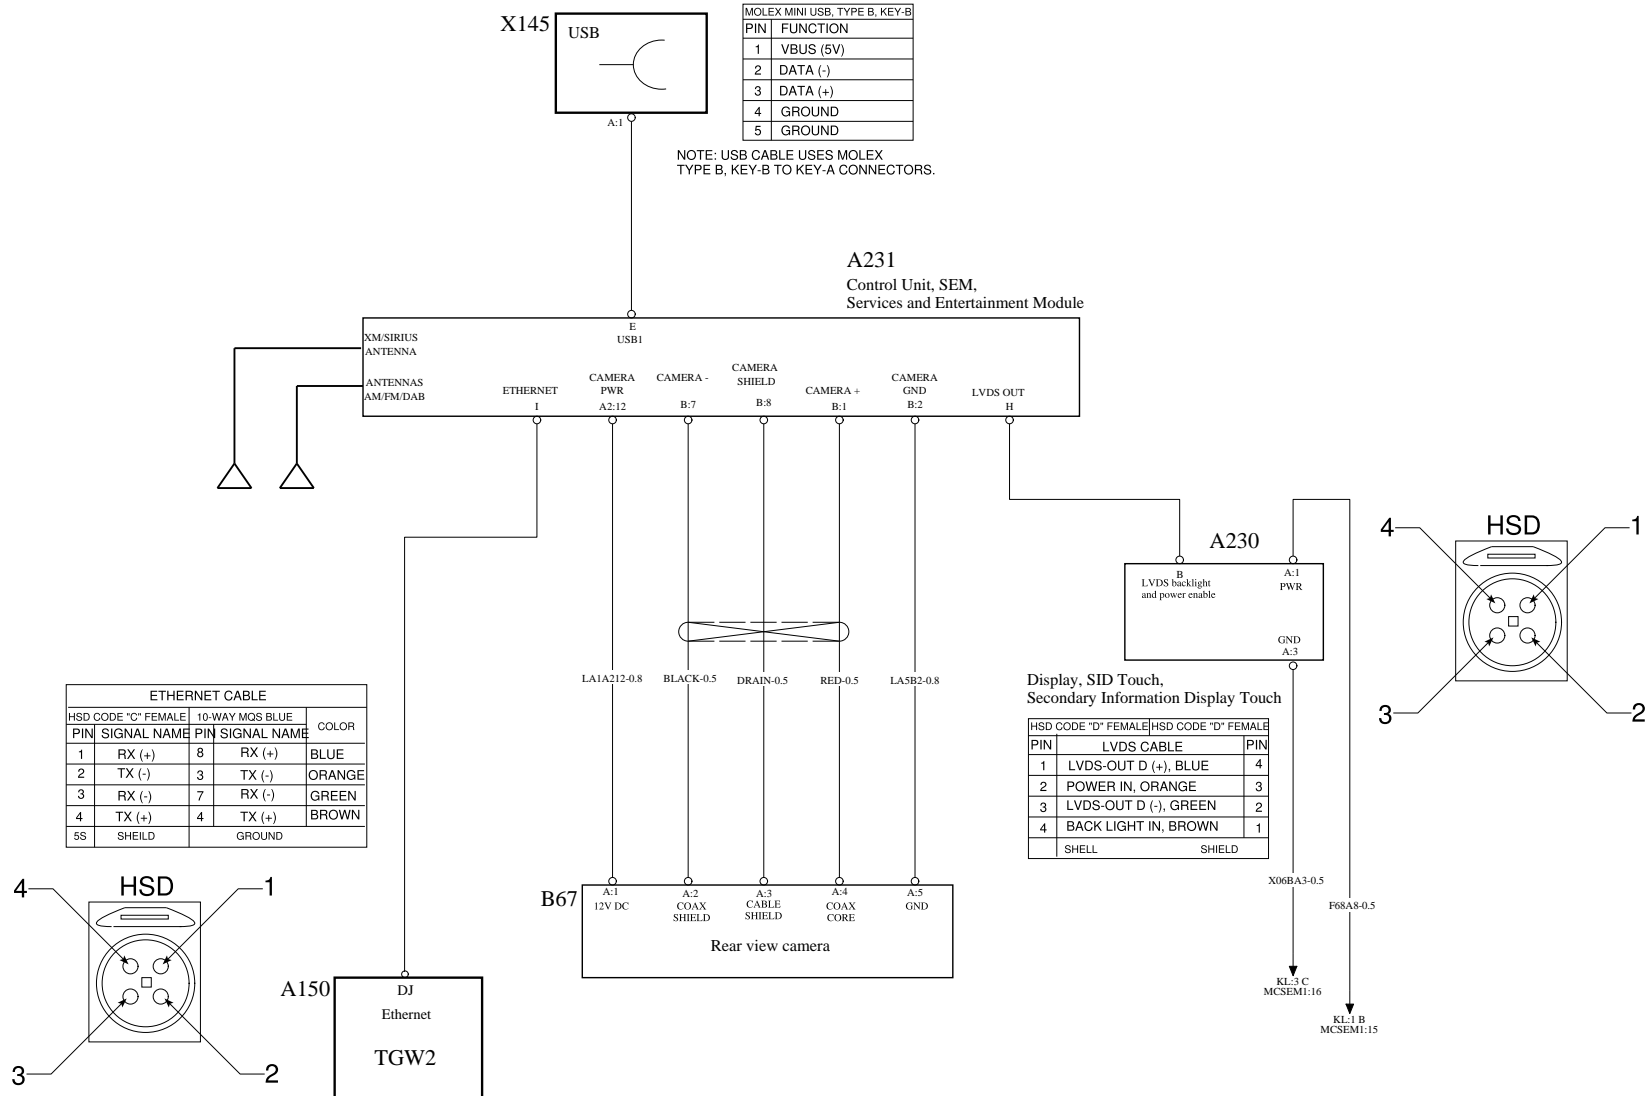 X145
USB
A:1
MOLEX MINI USB, TYPE B, KEY-B
PIN FUNCTION
1 VBUS (5V)
2 DATA (-)
3 DATA (+)
4 GROUND
5 GROUND
NOTE: USB CABLE USES MOLEX
TYPE B, KEY-B TO KEY-A CONNECTORS.
A231
Control Unit, SEM,
Services and Entertainment Module
E
USB1
XM/SIRIUS
ANTENNA
ANTENNAS
AM/FM/DAB
ETHERNET
I
CAMERA
PWR
A2:12
CAMERA -
B:7
CAMERA
SHIELD
B:8
CAMERA +
B:1
CAMERA
GND
B:2
LVDS OUT
H
A230
B
LVDS backlight
and power enable
A:1
PWR
GND
A:3
Display, SID Touch,
Secondary Information Display Touch
HSD
4
1
3
2
LA1A212-0.8
BLACK-0.5
DRAIN-0.5
RED-0.5
LA5B2-0.8
ETHERNET CABLE
HSD CODE "C" FEMALE 10-WAY MQS BLUE COLOR
PIN SIGNAL NAME PIN SIGNAL NAME
1 RX (+) 8 RX (+) BLUE
2 TX (-) 3 TX (-) ORANGE
3 RX (-) 7 RX (-) GREEN
4 TX (+) 4 TX (+) BROWN
5S SHEILD GROUND
HSD CODE "D" FEMALE HSD CODE "D" FEMALE
PIN LVDS CABLE PIN
1 LVDS-OUT D (+), BLUE 4
2 POWER IN, ORANGE 3
3 LVDS-OUT D (-), GREEN 2
4 BACK LIGHT IN, BROWN 1
SHELL SHIELD
X06BA3-0.5
F68A8-0.5
KL:3 C
MCSEM1:16
KL:1 B
MCSEM1:15
HSD
4
1
3
2
B67
A:1
12V DC
A:2
COAX
SHIELD
A:3
CABLE
SHIELD
A:4
COAX
CORE
A:5
GND
Rear view camera
A150
DJ
Ethernet
TGW2